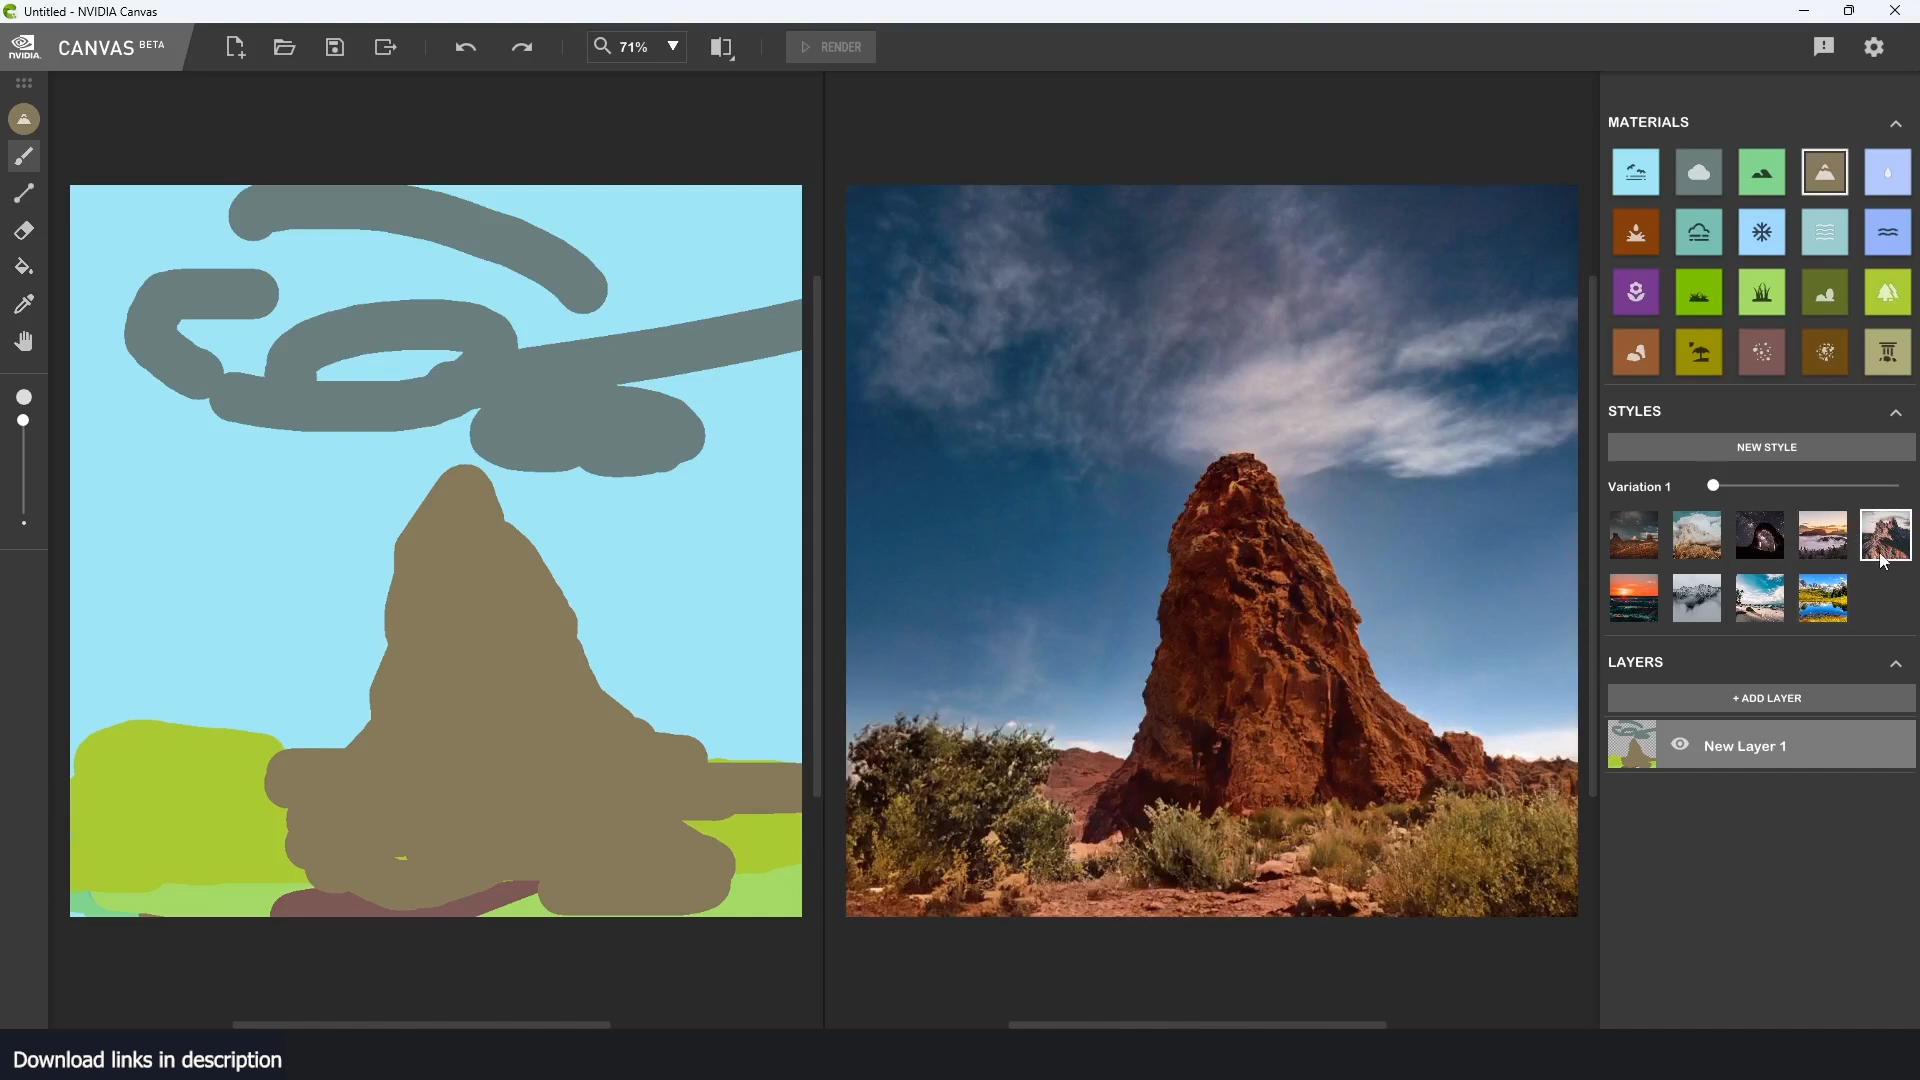 Untitled - NVIDIA Canvas
NVIDIA.
CANVAS BETA
71%
RENDER
MATERIALS
STYLES
NEW STYLE
Variation 1
LAYERS
+ ADD LAYER
New Layer 1
Download links in description